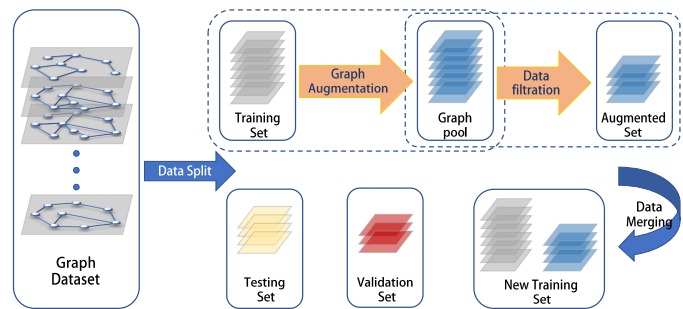 Graph
Dataset
Data Split
Training
Set
Graph
Augmentation
Graph
pool
Data
filtration
Augmented
Set
Testing
Set
Validation
Set
New Training
Set
Data
Merging